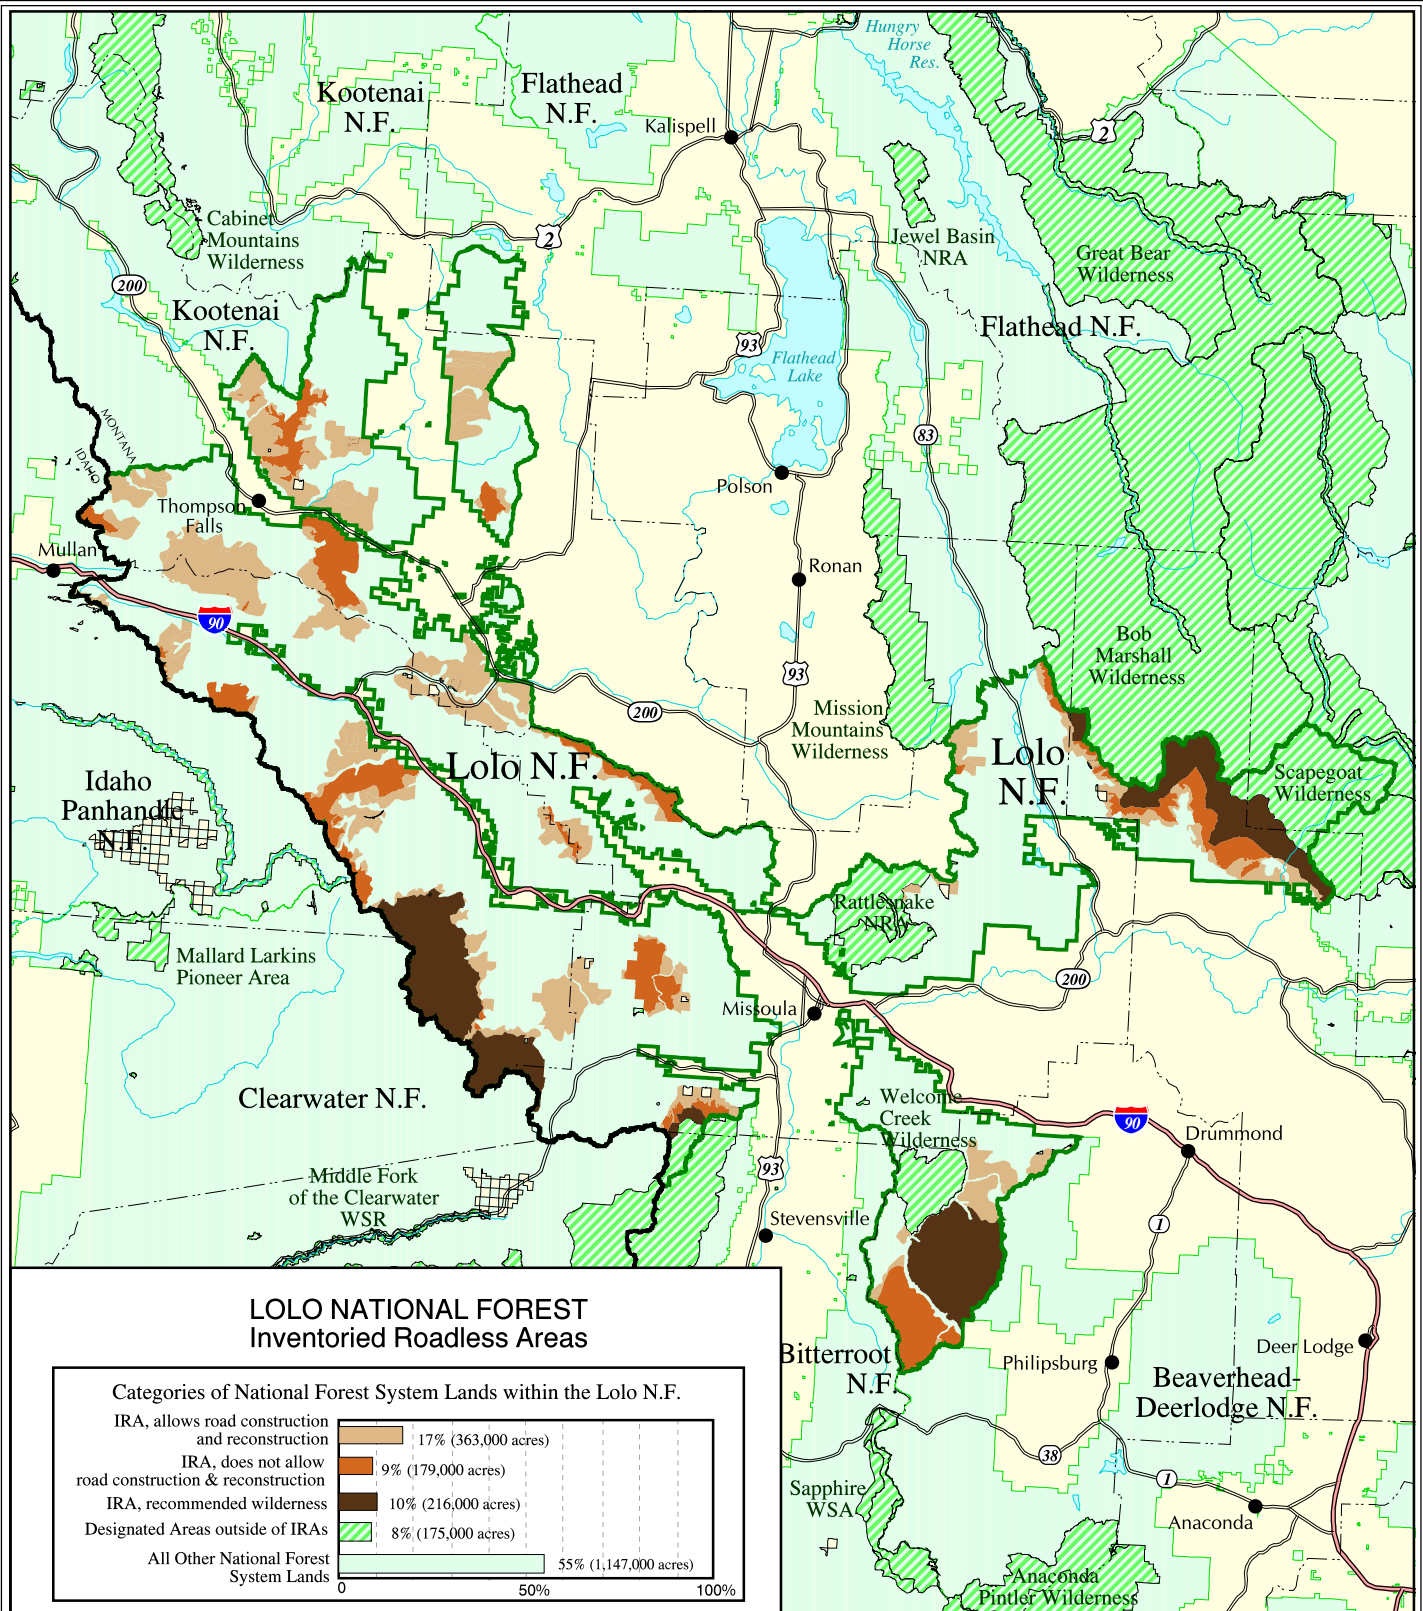 Hungry
Horse
Res.
Kootenai
N.F.
Flathead
N.F.
Kalispell
2
Cabinet
Mountains
Wilderness
2
Jewel Basin
NRA
Great Bear
Wilderness
200
Kootenai
N.F.
Flathead N.F.
93
Flathead
Lake
MONTANA
IDAHO
83
Polson
Thompson
Falls
Mullan
Ronan
90
Bob
Marshall
Wilderness
93
200
Mission
Mountains
Wilderness
Lolo N.F.
Lolo
N.F.
Scapegoat
Wilderness
Idaho
Panhandle
N.F.
Rattlesnake
NRA
Mallard Larkins
Pioneer Area
200
Missoula
Clearwater N.F.
Welcome
Creek
Wilderness
90
Drummond
Middle Fork
of the Clearwater
WSR
93
Stevensville
1
LOLO NATIONAL FOREST
Inventoried Roadless Areas
Bitterroot
N.F.
Philipsburg
Deer Lodge
Beaverhead-
Deerlodge N.F.
38
1
Sapphire
WSA
Anaconda
Anaconda
Pintler Wilderness
Categories of National Forest System Lands within the Lolo N.F.
IRA, allows road construction
and reconstruction
17% (363,000 acres)
IRA, does not allow
road construction & reconstruction
9% (179,000 acres)
IRA, recommended wilderness
10% (216,000 acres)
Designated Areas outside of IRAs
8% (175,000 acres)
All Other National Forest
System Lands
55% (1,147,000 acres)
0 50% 100%